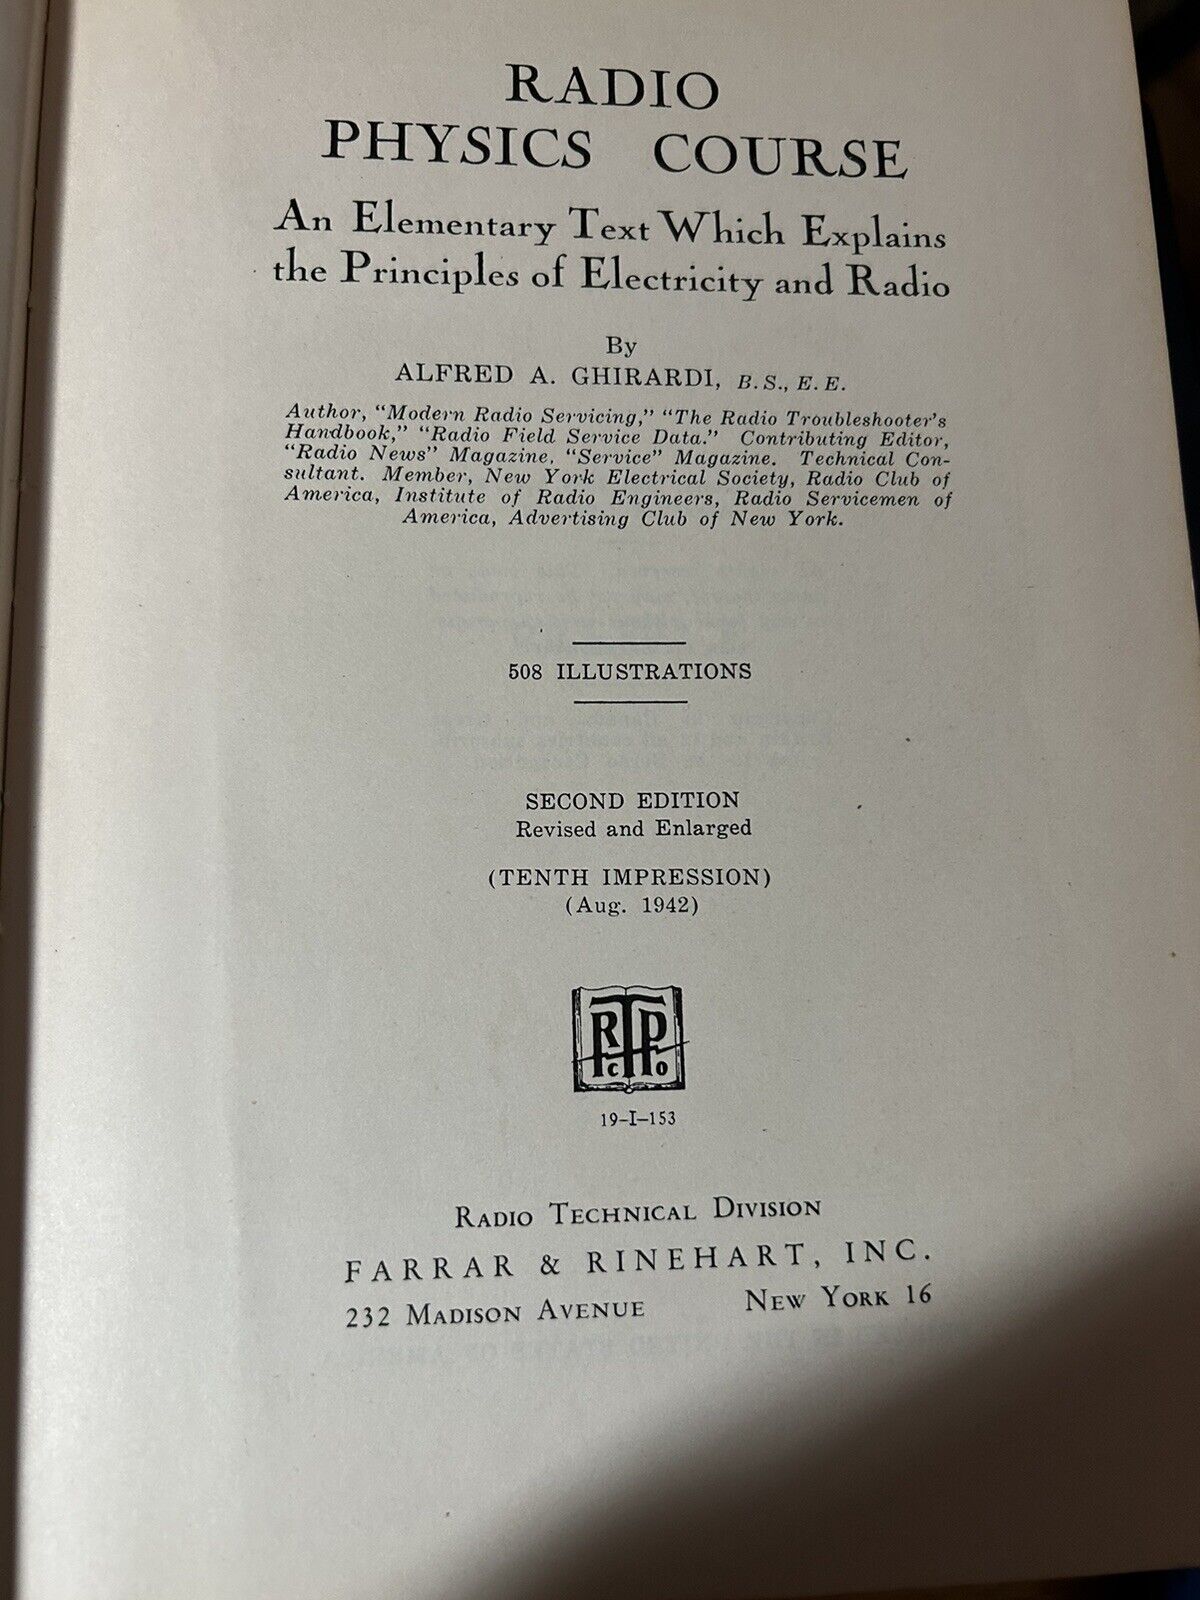 RADIO
PHYSICS COURSE
An Elementary Text Which Explains
the Principles of Electricity and Radio
By
ALFRED A. GHIRARDI, B.S., E.E.
Author, "Modern Radio Servicing," "The Radio Troubleshooter's
Handbook," "Radio Field Service Data." Contributing Editor,
"Radio News" Magazine, "Service" Magazine. Technical Con-
sultant. Member, New York Electrical Society, Radio Club of
America, Institute of Radio Engineers, Radio Servicemen of
America, Advertising Club of New York.
508 ILLUSTRATIONS
SECOND EDITION
Revised and Enlarged
(TENTH IMPRESSION)
(Aug. 1942)
RTP
CO
19-I-153
RADIO TECHNICAL DIVISION
FARRAR & RINEHART, INC.
232 MADISON AVENUE NEW YORK 16